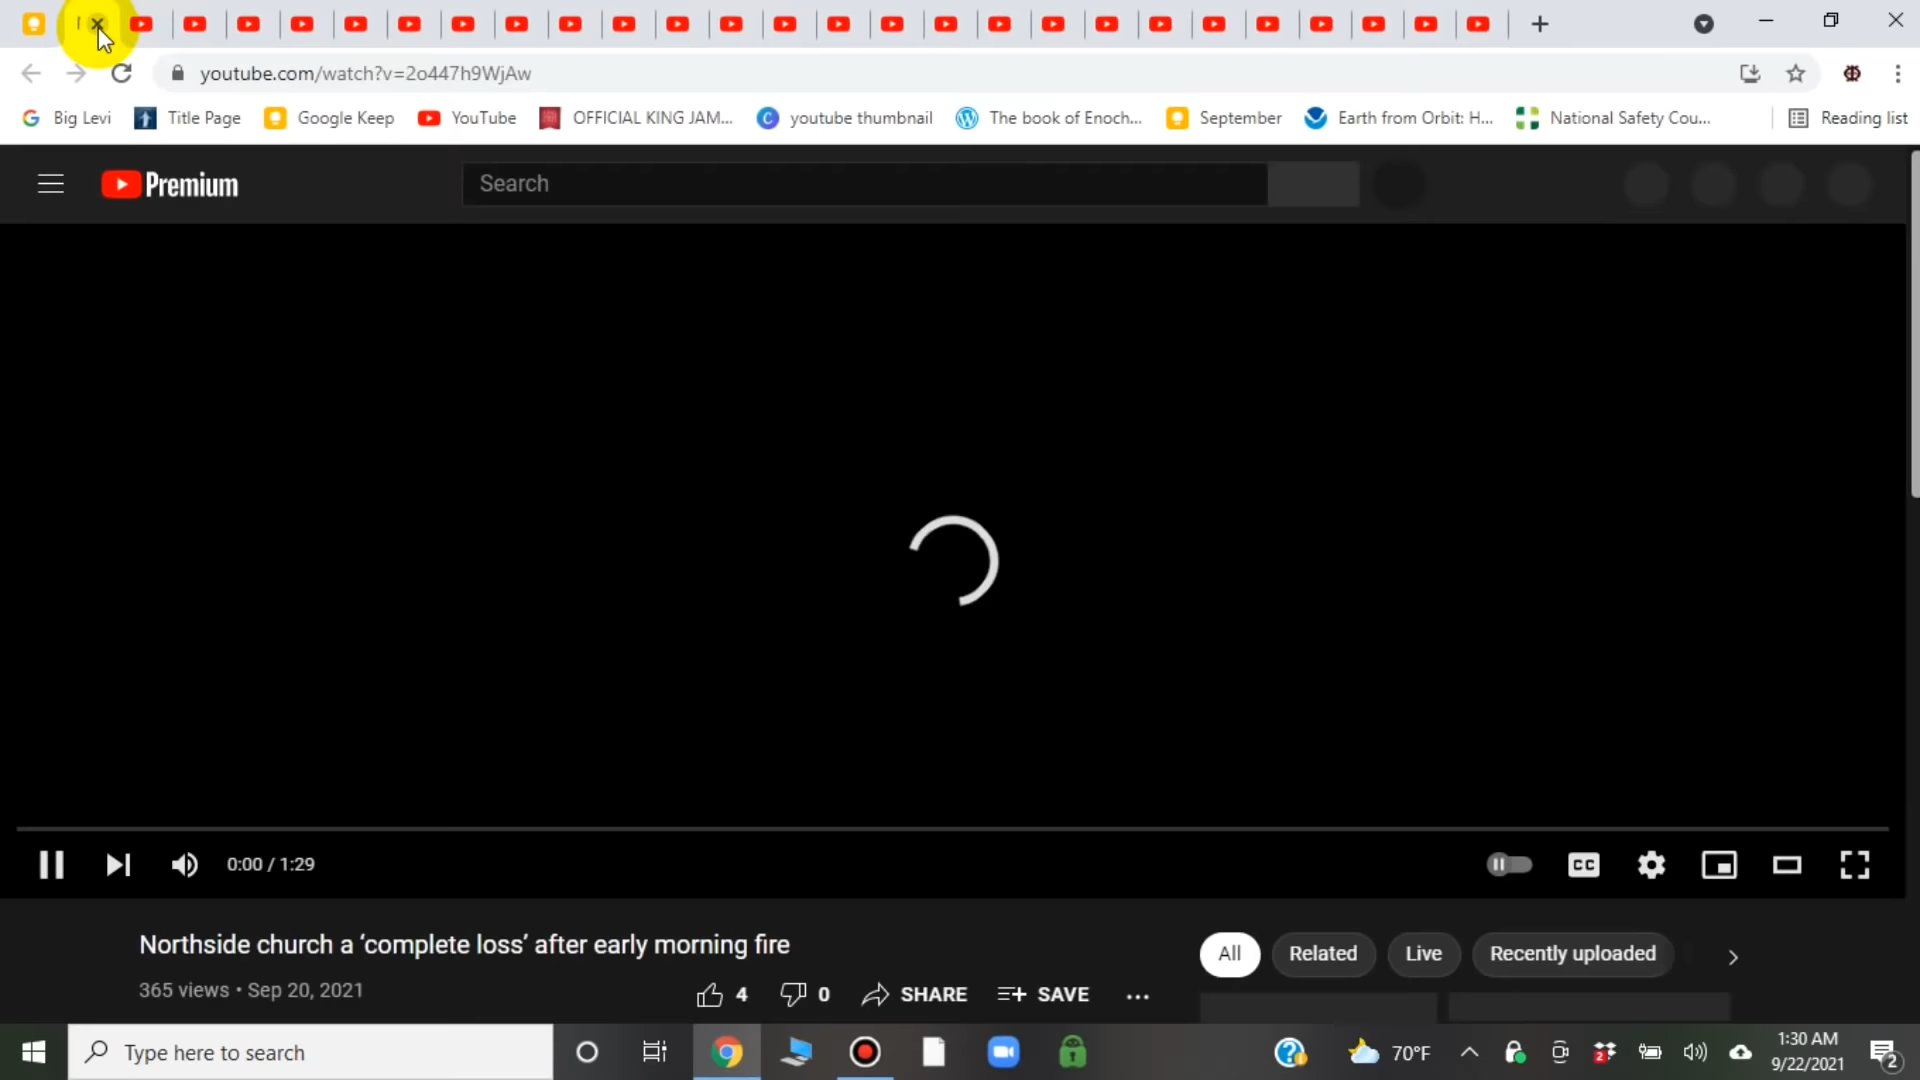 youtube.com/watch?v=2o447h9WjAw
Big Levi Title Page Google Keep YouTube OFFICIAL KING JAM... youtube thumbnail The book of Enoch... September Earth from Orbit: H... National Safety Cou... Reading list
Premium Search
0:00 / 1:29 CC
Northside church a ‘complete loss’ after early morning fire
365 views • Sep 20, 2021
4 0 SHARE SAVE
All Related Live Recently uploaded
Type here to search 70°F 2 1:30 AM
9/22/2021 2